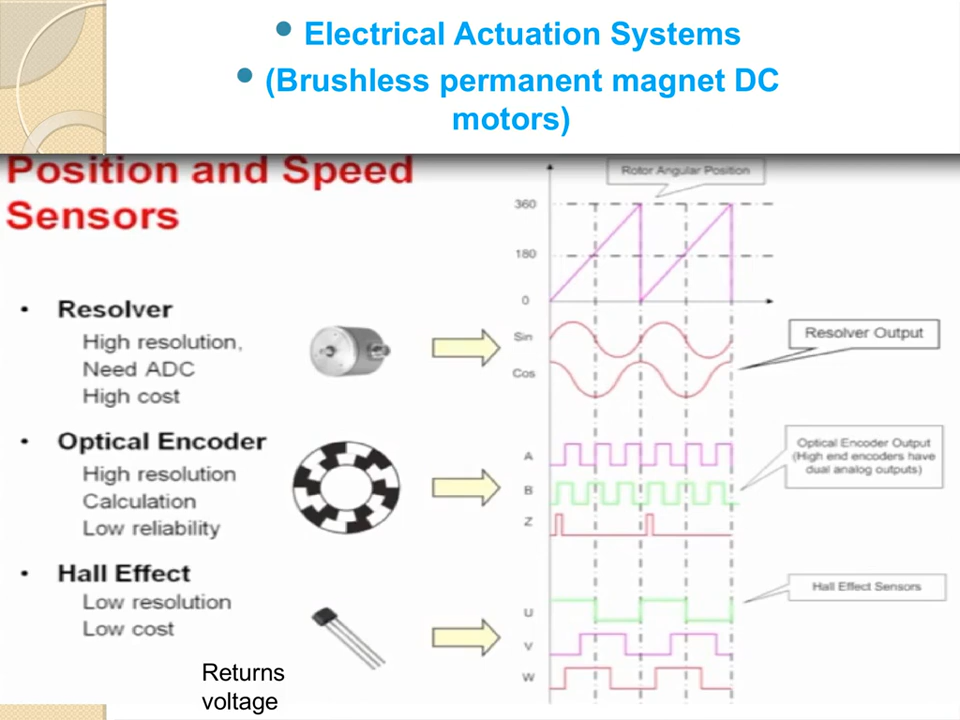 • Electrical Actuation Systems
• (Brushless permanent magnet DC
motors)
Position and Speed
Sensors
• Resolver
High resolution,
Need ADC
High cost
• Optical Encoder
High resolution
Calculation
Low reliability
• Hall Effect
Low resolution
Low cost
Returns
voltage
Rotor Angular Position
360
180
0
Sin
Cos
Resolver Output
A
B
Z
Optical Encoder Output
(High end encoders have
dual analog outputs)
Hall Effect Sensors
U
V
W